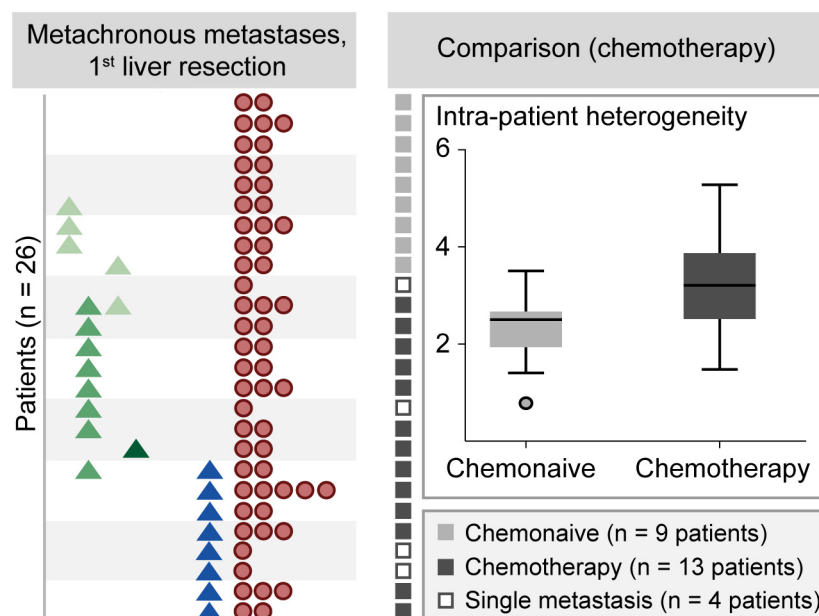 Metachronous metastases,
1st liver resection
Comparison (chemotherapy)
Patients (n = 26)
Intra-patient heterogeneity
6
4
2
Chemonaive
Chemotherapy
Chemonaive (n = 9 patients)
Chemotherapy (n = 13 patients)
Single metastasis (n = 4 patients)